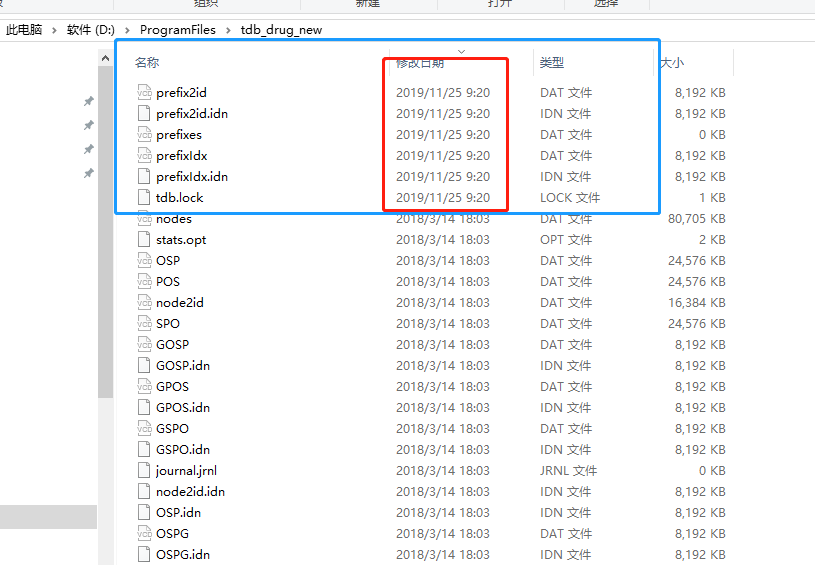 组织 新建 打开 选择
此电脑 › 软件 (D:) › ProgramFiles › tdb_drug_new
名称 修改日期 类型 大小
prefix2id 2019/11/25 9:20 DAT 文件 8,192 KB
prefix2id.idn 2019/11/25 9:20 IDN 文件 8,192 KB
prefixes 2019/11/25 9:20 DAT 文件 0 KB
prefixIdx 2019/11/25 9:20 DAT 文件 8,192 KB
prefixIdx.idn 2019/11/25 9:20 IDN 文件 8,192 KB
tdb.lock 2019/11/25 9:20 LOCK 文件 1 KB
nodes 2018/3/14 18:03 DAT 文件 80,705 KB
stats.opt 2018/3/14 18:03 OPT 文件 2 KB
OSP 2018/3/14 18:03 DAT 文件 24,576 KB
POS 2018/3/14 18:03 DAT 文件 24,576 KB
node2id 2018/3/14 18:03 DAT 文件 16,384 KB
SPO 2018/3/14 18:03 DAT 文件 24,576 KB
GOSP 2018/3/14 18:03 DAT 文件 8,192 KB
GOSP.idn 2018/3/14 18:03 IDN 文件 8,192 KB
GPOS 2018/3/14 18:03 DAT 文件 8,192 KB
GPOS.idn 2018/3/14 18:03 IDN 文件 8,192 KB
GSPO 2018/3/14 18:03 DAT 文件 8,192 KB
GSPO.idn 2018/3/14 18:03 IDN 文件 8,192 KB
journal.jrnl 2018/3/14 18:03 JRNL 文件 0 KB
node2id.idn 2018/3/14 18:03 IDN 文件 8,192 KB
OSP.idn 2018/3/14 18:03 IDN 文件 8,192 KB
OSPG 2018/3/14 18:03 DAT 文件 8,192 KB
OSPG.idn 2018/3/14 18:03 IDN 文件 8,192 KB